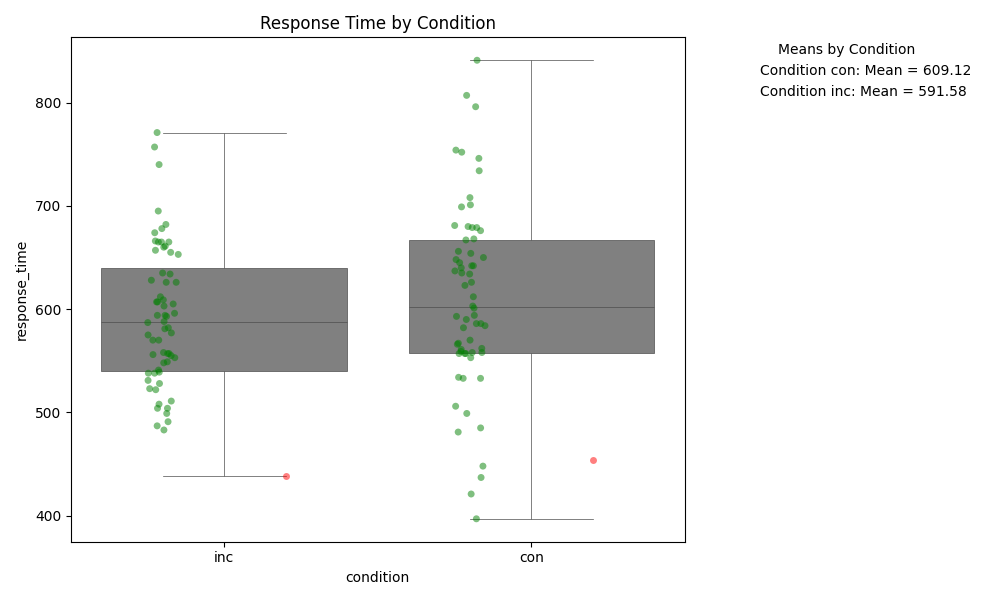 Response Time by Condition
Means by Condition
Condition con: Mean = 609.12
Condition inc: Mean = 591.58
800
700
600
500
400
response_time
inc
con
condition